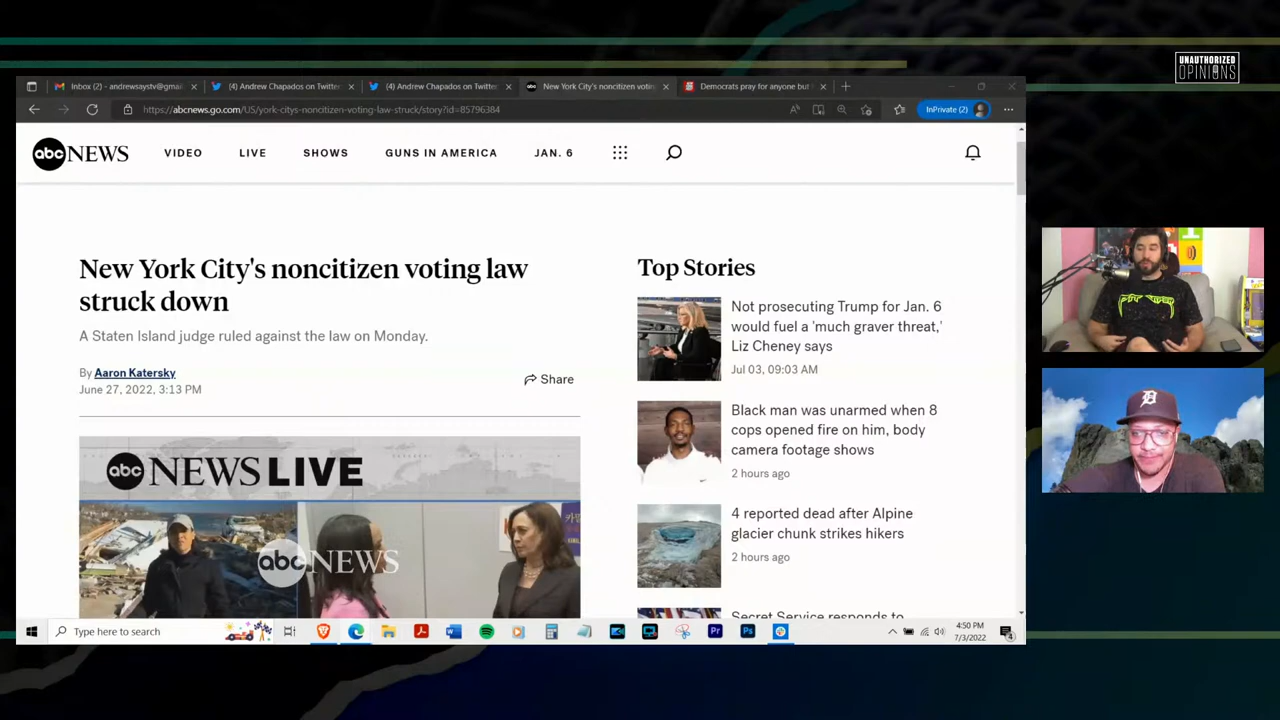 UNAUTHORIZED
OPINIONS
Inbox (2) - andrewsaystv@gmai
(4) Andrew Chapados on Twitter
(4) Andrew Chapados on Twitter
New York City's noncitizen voting
Democrats pray for anyone but
https://abcnews.go.com/US/york-citys-noncitizen-voting-law-struck/story?id=85796384
InPrivate (2)
abc NEWS
VIDEO
LIVE
SHOWS
GUNS IN AMERICA
JAN. 6
New York City's noncitizen voting law
struck down
A Staten Island judge ruled against the law on Monday.
By Aaron Katersky
June 27, 2022, 3:13 PM
Share
abc NEWS LIVE
abc NEWS
Top Stories
Not prosecuting Trump for Jan. 6
would fuel a 'much graver threat,'
Liz Cheney says
Jul 03, 09:03 AM
Black man was unarmed when 8
cops opened fire on him, body
camera footage shows
2 hours ago
4 reported dead after Alpine
glacier chunk strikes hikers
2 hours ago
Secret Service responds to
Type here to search
4:50 PM
7/3/2022